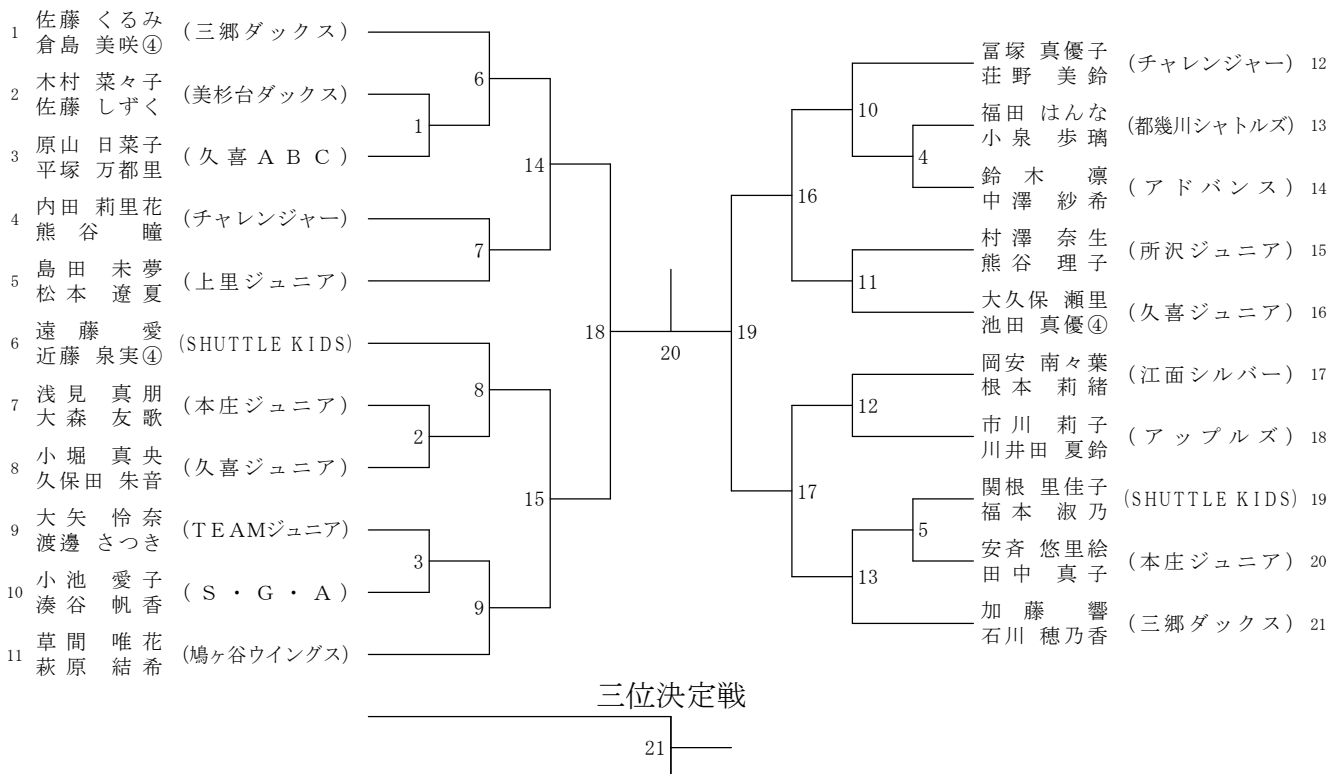 1 佐藤 くるみ (三郷ダックス)
倉島 美咲④
2 木村 菜々子 (美杉台ダックス)
佐藤 しずく
3 原山 日菜子 (久喜ＡＢＣ)
平塚 万都里
4 内田 莉里花 (チャレンジャー)
熊谷 瞳
5 島田 未夢 (上里ジュニア)
松本 遼夏
6 遠藤 愛 (SHUTTLE KIDS)
近藤 泉実④
7 浅見 真朋 (本庄ジュニア)
大森 友歌
8 小堀 真央 (久喜ジュニア)
久保田 朱音
9 大矢 怜奈 (ＴＥＡＭジュニア)
渡邊 さつき
10 小池 愛子 (Ｓ・Ｇ・Ａ)
湊谷 帆香
11 草間 唯花 (鳩ヶ谷ウイングス)
萩原 結希
6
1
14
7
18
8
2
15
3
9
20
19
10
4
16
11
12
17
5
13
冨塚 真優子 (チャレンジャー) 12
荘野 美鈴
福田 はんな (都幾川シャトルズ) 13
小泉 歩璃
鈴木 凛 (アドバンス) 14
中澤 紗希
村澤 奈生 (所沢ジュニア) 15
熊谷 理子
大久保 瀬里 (久喜ジュニア) 16
池田 真優④
岡安 南々葉 (江面シルバー) 17
根本 莉緒
市川 莉子 (アップルズ) 18
川井田 夏鈴
関根 里佳子 (SHUTTLE KIDS) 19
福本 淑乃
安斉 悠里絵 (本庄ジュニア) 20
田中 真子
加藤 響 (三郷ダックス) 21
石川 穂乃香
三位決定戦
21